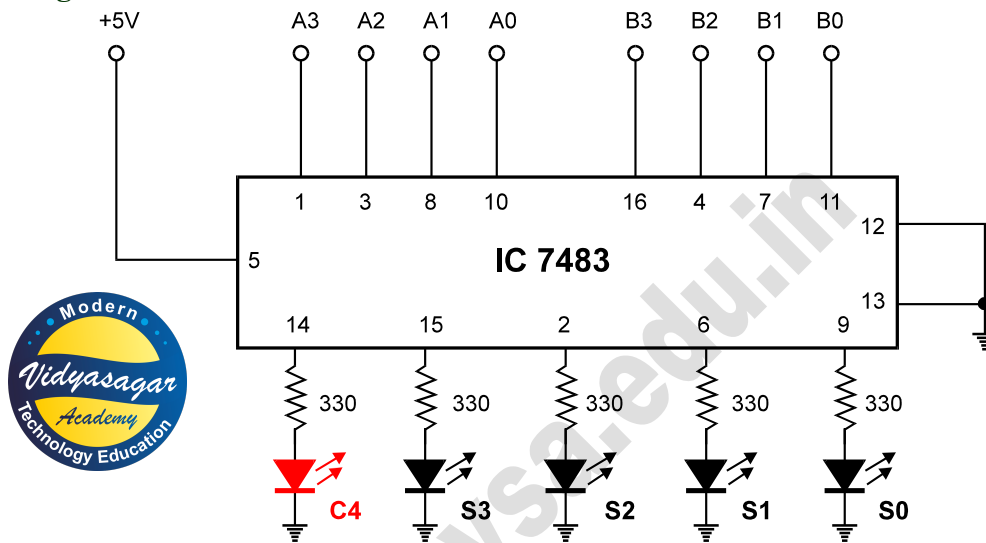 +5V A3 A2 A1 A0 B3 B2 B1 B0
1 3 8 10 16 4 7 11
12
5 IC 7483
13
14 15 2 6 9
330 330 330 330 330
C4 S3 S2 S1 S0
Modern
Vidyasagar
Academy
Technology Education
vsa.edu.in